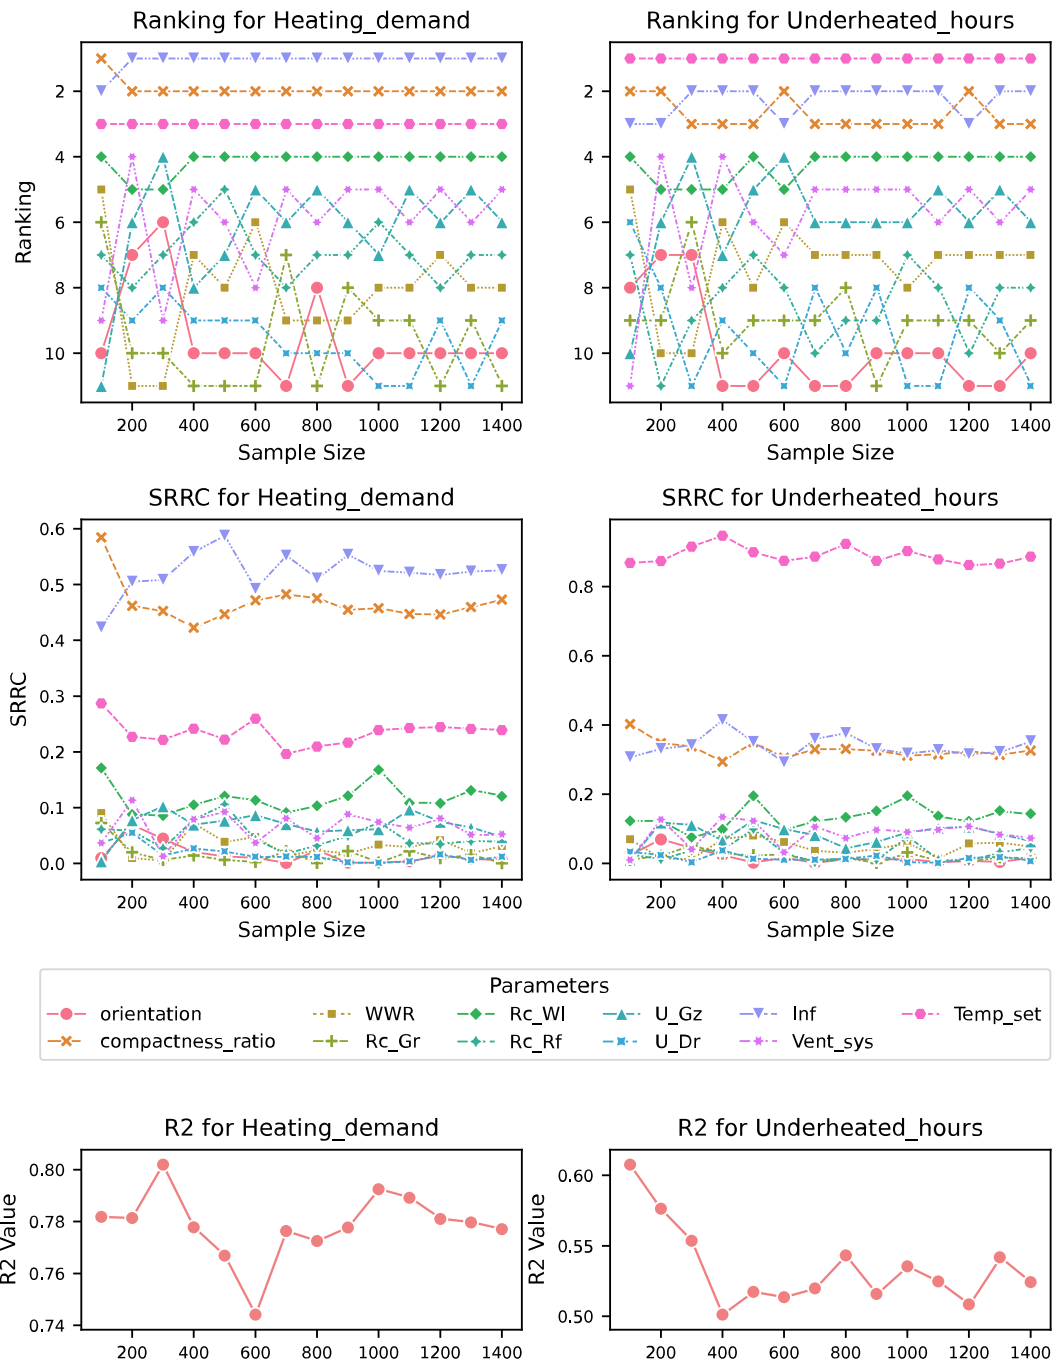 Ranking for Heating_demand
Ranking for Underheated_hours
Ranking
2
4
6
8
10
200 400 600 800 1000 1200 1400
Sample Size
2
4
6
8
10
200 400 600 800 1000 1200 1400
Sample Size
SRRC for Heating_demand
SRRC for Underheated_hours
SRRC
0.6
0.5
0.4
0.3
0.2
0.1
0.0
200 400 600 800 1000 1200 1400
Sample Size
0.8
0.6
0.4
0.2
0.0
200 400 600 800 1000 1200 1400
Sample Size
Parameters
orientation WWR Rc_Wl U_Gz Inf Temp_set
compactness_ratio Rc_Gr Rc_Rf U_Dr Vent_sys
R2 for Heating_demand
R2 for Underheated_hours
R2 Value
0.80
0.78
0.76
0.74
200 400 600 800 1000 1200 1400
R2 Value
0.60
0.55
0.50
200 400 600 800 1000 1200 1400